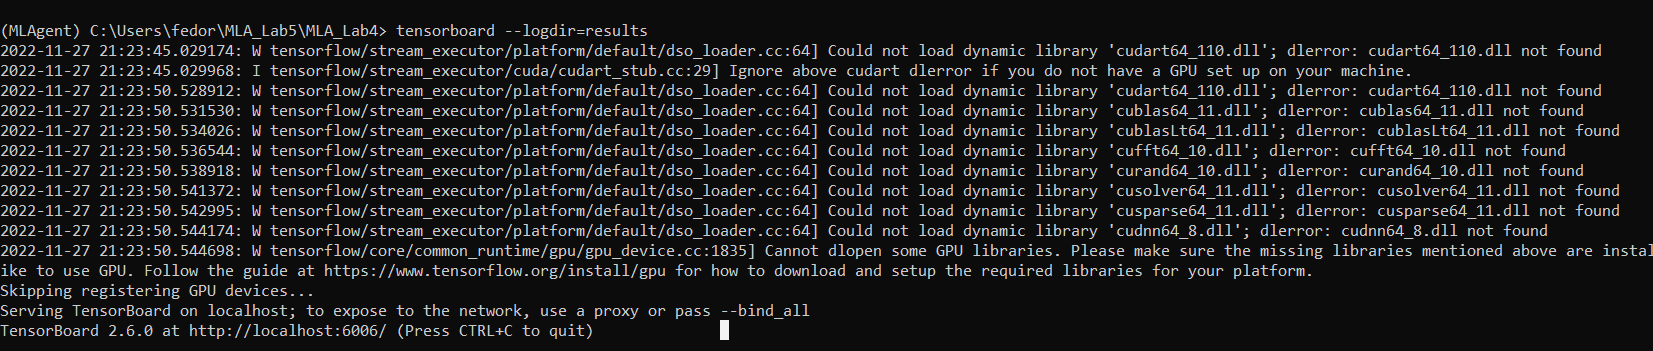 (MLAgent) C:\Users\fedor\MLA_Lab5\MLA_Lab4> tensorboard --logdir=results
2022-11-27 21:23:45.029174: W tensorflow/stream_executor/platform/default/dso_loader.cc:64] Could not load dynamic library 'cudart64_110.dll'; dlerror: cudart64_110.dll not found
2022-11-27 21:23:45.029968: I tensorflow/stream_executor/cuda/cudart_stub.cc:29] Ignore above cudart dlerror if you do not have a GPU set up on your machine.
2022-11-27 21:23:50.528912: W tensorflow/stream_executor/platform/default/dso_loader.cc:64] Could not load dynamic library 'cudart64_110.dll'; dlerror: cudart64_110.dll not found
2022-11-27 21:23:50.531530: W tensorflow/stream_executor/platform/default/dso_loader.cc:64] Could not load dynamic library 'cublas64_11.dll'; dlerror: cublas64_11.dll not found
2022-11-27 21:23:50.534026: W tensorflow/stream_executor/platform/default/dso_loader.cc:64] Could not load dynamic library 'cublasLt64_11.dll'; dlerror: cublasLt64_11.dll not found
2022-11-27 21:23:50.536544: W tensorflow/stream_executor/platform/default/dso_loader.cc:64] Could not load dynamic library 'cufft64_10.dll'; dlerror: cufft64_10.dll not found
2022-11-27 21:23:50.538918: W tensorflow/stream_executor/platform/default/dso_loader.cc:64] Could not load dynamic library 'curand64_10.dll'; dlerror: curand64_10.dll not found
2022-11-27 21:23:50.541372: W tensorflow/stream_executor/platform/default/dso_loader.cc:64] Could not load dynamic library 'cusolver64_11.dll'; dlerror: cusolver64_11.dll not found
2022-11-27 21:23:50.542995: W tensorflow/stream_executor/platform/default/dso_loader.cc:64] Could not load dynamic library 'cusparse64_11.dll'; dlerror: cusparse64_11.dll not found
2022-11-27 21:23:50.544174: W tensorflow/stream_executor/platform/default/dso_loader.cc:64] Could not load dynamic library 'cudnn64_8.dll'; dlerror: cudnn64_8.dll not found
2022-11-27 21:23:50.544698: W tensorflow/core/common_runtime/gpu/gpu_device.cc:1835] Cannot dlopen some GPU libraries. Please make sure the missing libraries mentioned above are instal
ike to use GPU. Follow the guide at https://www.tensorflow.org/install/gpu for how to download and setup the required libraries for your platform.
Skipping registering GPU devices...
Serving TensorBoard on localhost; to expose to the network, use a proxy or pass --bind_all
TensorBoard 2.6.0 at http://localhost:6006/ (Press CTRL+C to quit)